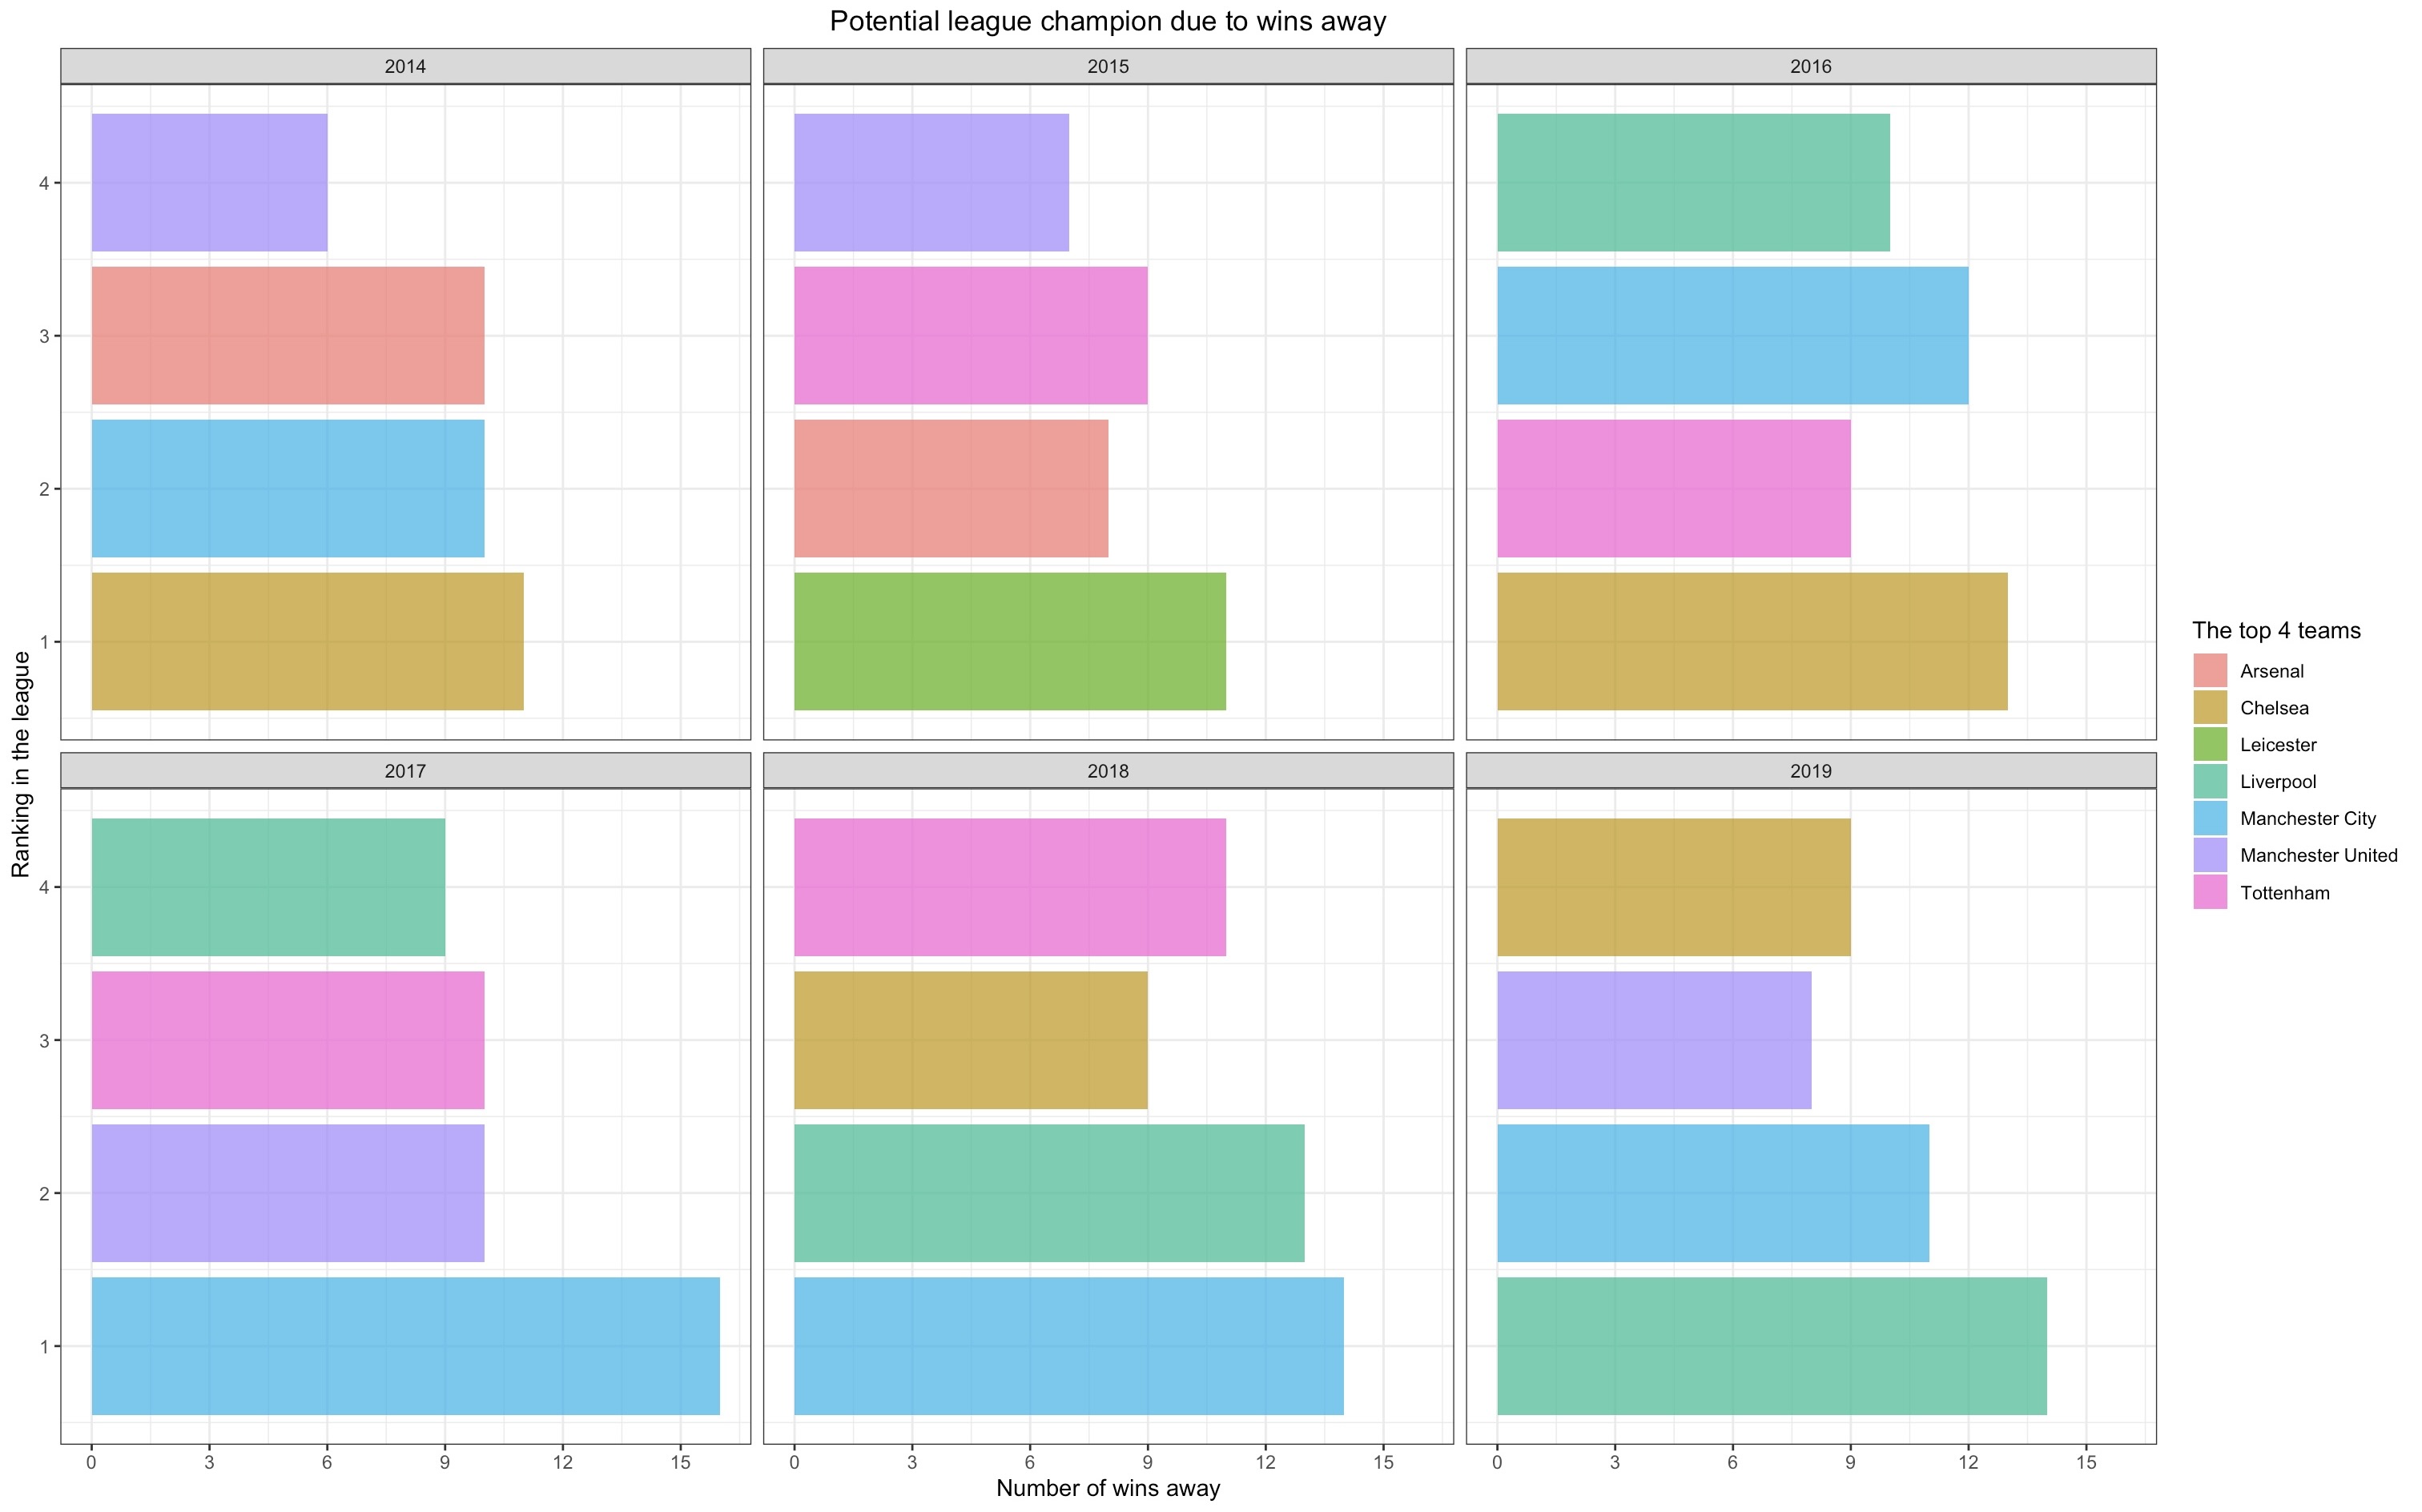 Potential league champion due to wins away
2014
2015
2016
4
3
2
1
2017
2018
2019
4
3
2
1
0 3 6 9 12 15
0 3 6 9 12 15
0 3 6 9 12 15
Number of wins away
Ranking in the league
The top 4 teams
Arsenal
Chelsea
Leicester
Liverpool
Manchester City
Manchester United
Tottenham